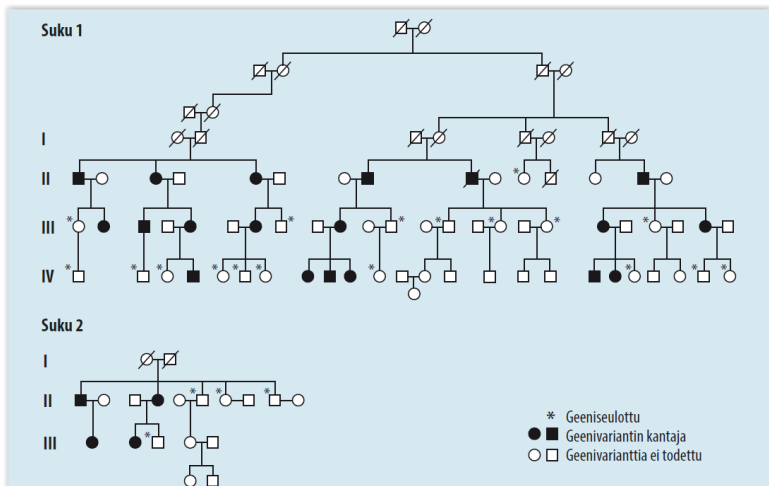 Suku 1
I
* 
II
* * * *
* * *
III
* * * * * * * * * *
IV
Suku 2
I
* * *
II
*
III
* Geeniseulottu
Geenivariantin kantaja
Geenivarianttia ei todettu